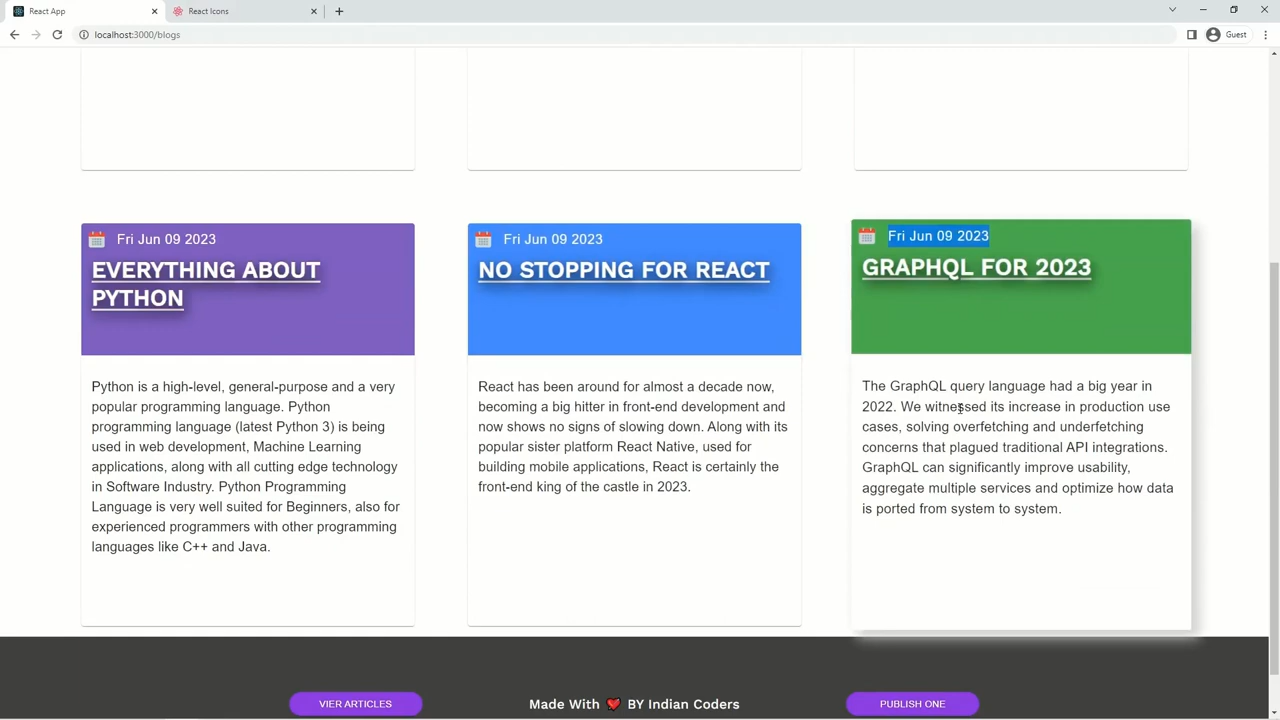 React App
React Icons
localhost:3000/blogs
Guest
Fri Jun 09 2023
EVERYTHING ABOUT
PYTHON
Python is a high-level, general-purpose and a very
popular programming language. Python
programming language (latest Python 3) is being
used in web development, Machine Learning
applications, along with all cutting edge technology
in Software Industry. Python Programming
Language is very well suited for Beginners, also for
experienced programmers with other programming
languages like C++ and Java.
Fri Jun 09 2023
NO STOPPING FOR REACT
React has been around for almost a decade now,
becoming a big hitter in front-end development and
now shows no signs of slowing down. Along with its
popular sister platform React Native, used for
building mobile applications, React is certainly the
front-end king of the castle in 2023.
Fri Jun 09 2023
GRAPHQL FOR 2023
The GraphQL query language had a big year in
2022. We witnessed its increase in production use
cases, solving overfetching and underfetching
concerns that plagued traditional API integrations.
GraphQL can significantly improve usability,
aggregate multiple services and optimize how data
is ported from system to system.
VIER ARTICLES
Made With ❤️ BY Indian Coders
PUBLISH ONE